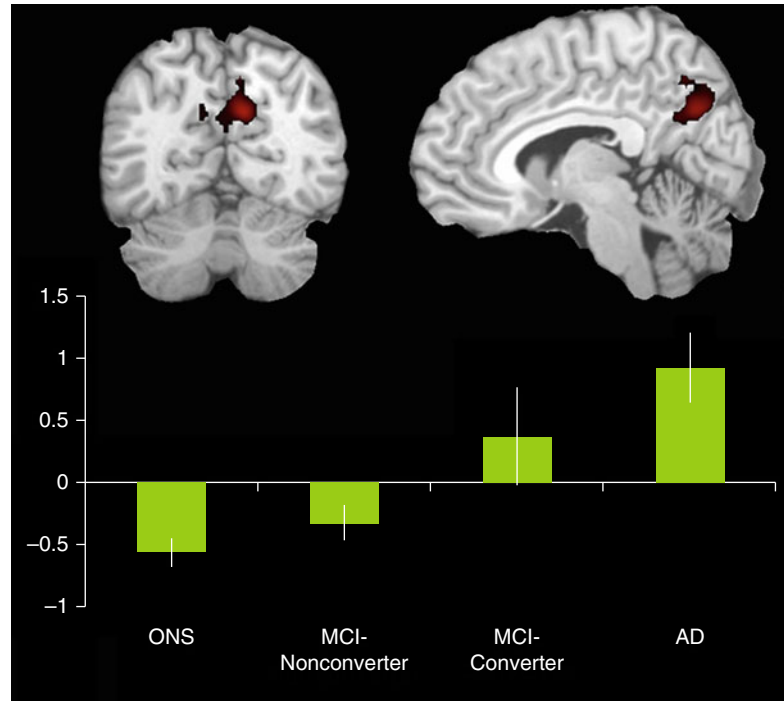 1.5
1
0.5
0
−0.5
−1
ONS
MCI-
Nonconverter
MCI-
Converter
AD